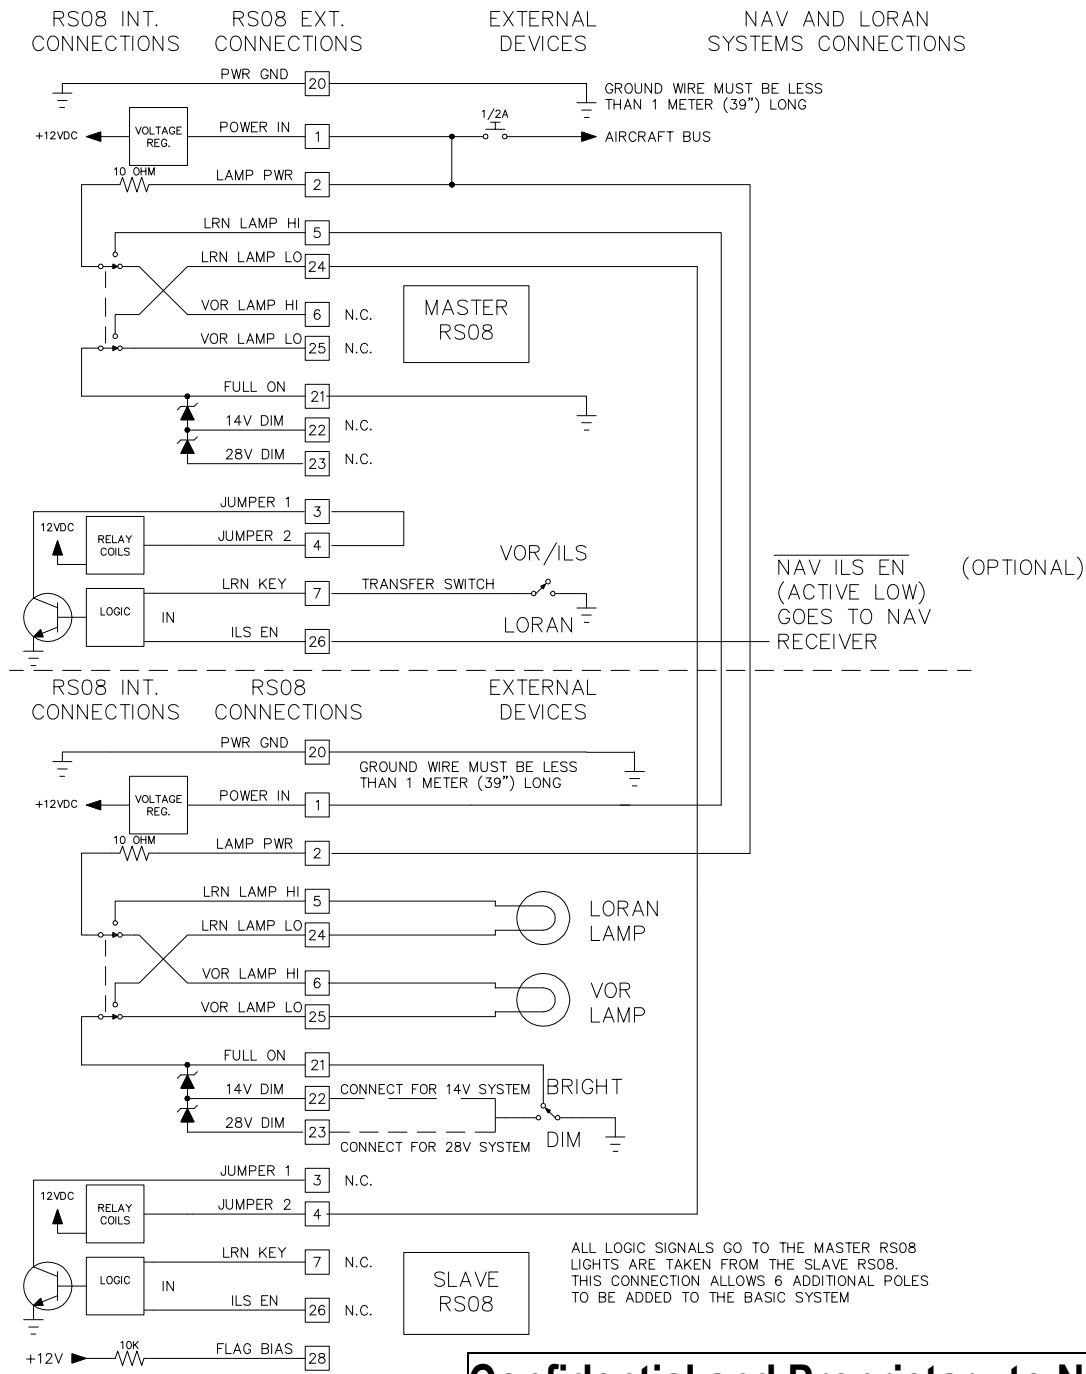 RS08 INT.
CONNECTIONS
RS08 EXT.
CONNECTIONS
EXTERNAL
DEVICES
NAV AND LORAN
SYSTEMS CONNECTIONS
PWR GND
20
GROUND WIRE MUST BE LESS
THAN 1 METER (39") LONG
+12VDC
VOLTAGE
REG.
POWER IN
1
1/2A
AIRCRAFT BUS
10 OHM
LAMP PWR
2
LRN LAMP HI
5
LRN LAMP LO
24
VOR LAMP HI
6
N.C.
VOR LAMP LO
25
N.C.
MASTER
RS08
FULL ON
21
14V DIM
22
N.C.
28V DIM
23
N.C.
JUMPER 1
3
12VDC
RELAY
COILS
JUMPER 2
4
VOR/ILS
LRN KEY
7
TRANSFER SWITCH
LORAN
LOGIC
IN
ILS EN
26
NAV ILS EN (OPTIONAL)
(ACTIVE LOW)
GOES TO NAV
RECEIVER
RS08 INT.
CONNECTIONS
RS08
CONNECTIONS
EXTERNAL
DEVICES
PWR GND
20
GROUND WIRE MUST BE LESS
THAN 1 METER (39") LONG
+12VDC
VOLTAGE
REG.
POWER IN
1
10 OHM
LAMP PWR
2
LRN LAMP HI
5
LRN LAMP LO
24
LORAN
LAMP
VOR LAMP HI
6
VOR LAMP LO
25
VOR
LAMP
FULL ON
21
14V DIM
22
CONNECT FOR 14V SYSTEM
BRIGHT
28V DIM
23
CONNECT FOR 28V SYSTEM
DIM
JUMPER 1
3
N.C.
12VDC
RELAY
COILS
JUMPER 2
4
LRN KEY
7
N.C.
LOGIC
IN
ILS EN
26
N.C.
SLAVE
RS08
ALL LOGIC SIGNALS GO TO THE MASTER RS08
LIGHTS ARE TAKEN FROM THE SLAVE RS08.
THIS CONNECTION ALLOWS 6 ADDITIONAL POLES
TO BE ADDED TO THE BASIC SYSTEM
+12V
10K
FLAG BIAS
28
Confidential and Proprietary to